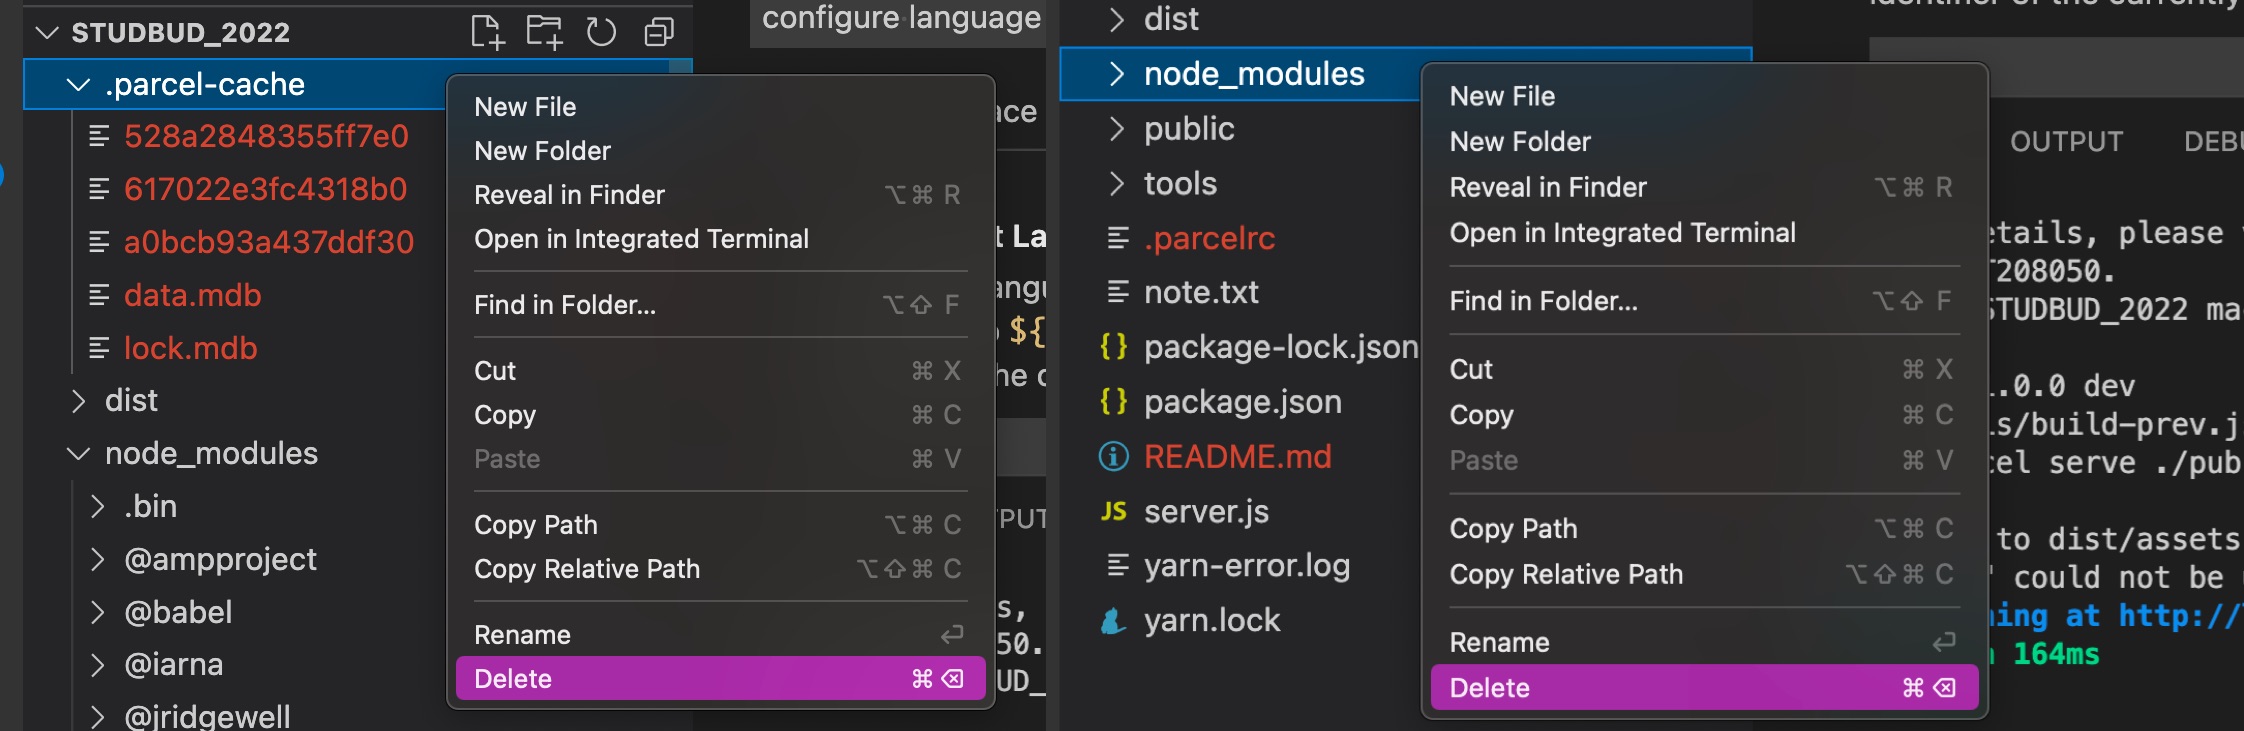 STUDBUD_2022
.parcel-cache
528a2848355ff7e0
617022e3fc4318b0
a0bcb93a437ddf30
data.mdb
lock.mdb
dist
node_modules
.bin
@ampproject
@babel
@iarna
@jridgewell
configure language
New File
New Folder
Reveal in Finder ⌥⌘ R
Open in Integrated Terminal
Find in Folder... ⌥⇧ F
Cut ⌘ X
Copy ⌘ C
Paste ⌘ V
Copy Path ⌥⌘ C
Copy Relative Path ⌥⇧⌘ C
Rename ⏎
Delete ⌘⌫
t La
${
s,
50.
UD_
dist
node_modules
public
tools
.parcelrc
note.txt
package-lock.json
package.json
README.md
JS server.js
yarn-error.log
yarn.lock
New File
New Folder
Reveal in Finder ⌥⌘ R
Open in Integrated Terminal
Find in Folder... ⌥⇧ F
Cut ⌘ X
Copy ⌘ C
Paste ⌘ V
Copy Path ⌥⌘ C
Copy Relative Path ⌥⇧⌘ C
Rename ⏎
Delete ⌘⌫
OUTPUT DEBU
etails, please
208050.
STUDBUD_2022 ma
.0.0 dev
s/build-prev.j
cel serve ./pub
to dist/assets
' could not be
ning at http://
164ms